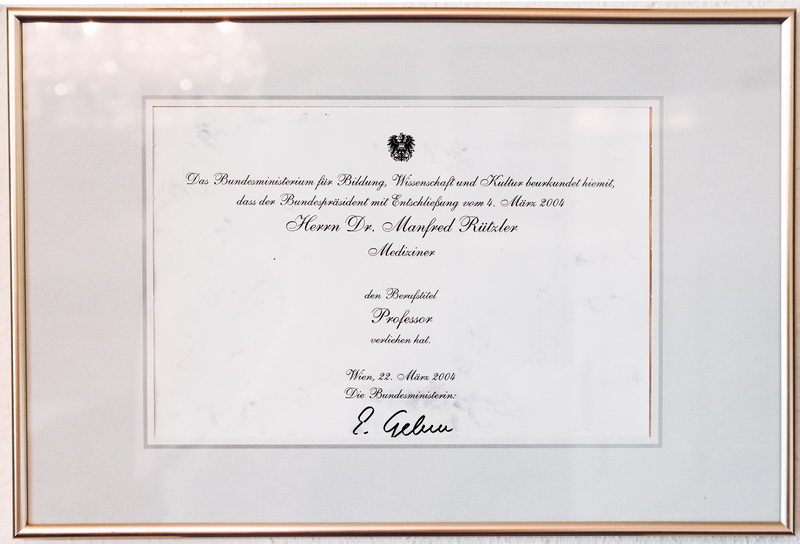 Das Bundesministerium für Bildung, Wissenschaft und Kultur beurkundet hiemit,
dass der Bundespräsident mit Entschließung vom 4. März 2004
Herrn Dr. Manfred Rützler
Mediziner
den Berufstitel
Professor
verliehen hat.
Wien, 22. März 2004
Die Bundesministerin:
E. Gehrer